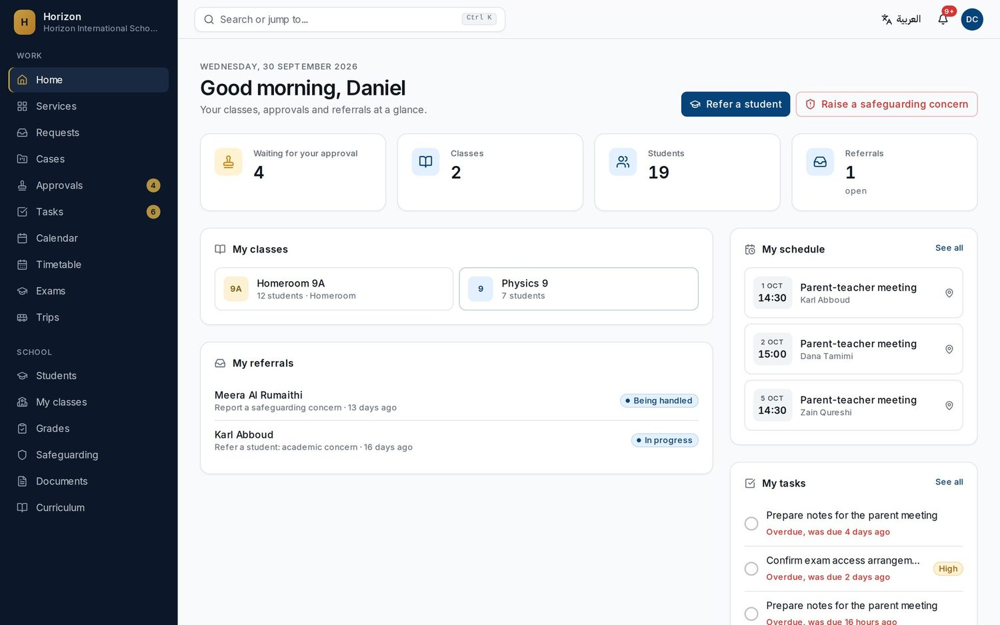 H
Horizon
Horizon International Scho...
WORK
Home
Services
Requests
Cases
Approvals 4
Tasks 6
Calendar
Timetable
Exams
Trips
SCHOOL
Students
My classes
Grades
Safeguarding
Documents
Curriculum
Search or jump to... Ctrl K
العربية
9+
DC
WEDNESDAY, 30 SEPTEMBER 2026
Good morning, Daniel
Your classes, approvals and referrals at a glance.
Refer a student
Raise a safeguarding concern
Waiting for your approval
4
Classes
2
Students
19
Referrals
1
open
My classes
9A
Homeroom 9A
12 students · Homeroom
9
Physics 9
7 students
My referrals
Meera Al Rumaithi
Report a safeguarding concern · 13 days ago
Being handled
Karl Abboud
Refer a student: academic concern · 16 days ago
In progress
My schedule
See all
1 OCT
14:30
Parent-teacher meeting
Karl Abboud
2 OCT
15:00
Parent-teacher meeting
Dana Tamimi
5 OCT
14:30
Parent-teacher meeting
Zain Qureshi
My tasks
See all
Prepare notes for the parent meeting
Overdue, was due 4 days ago
Confirm exam access arrangem...
Overdue, was due 2 days ago
High
Prepare notes for the parent meeting
Overdue, was due 16 hours ago